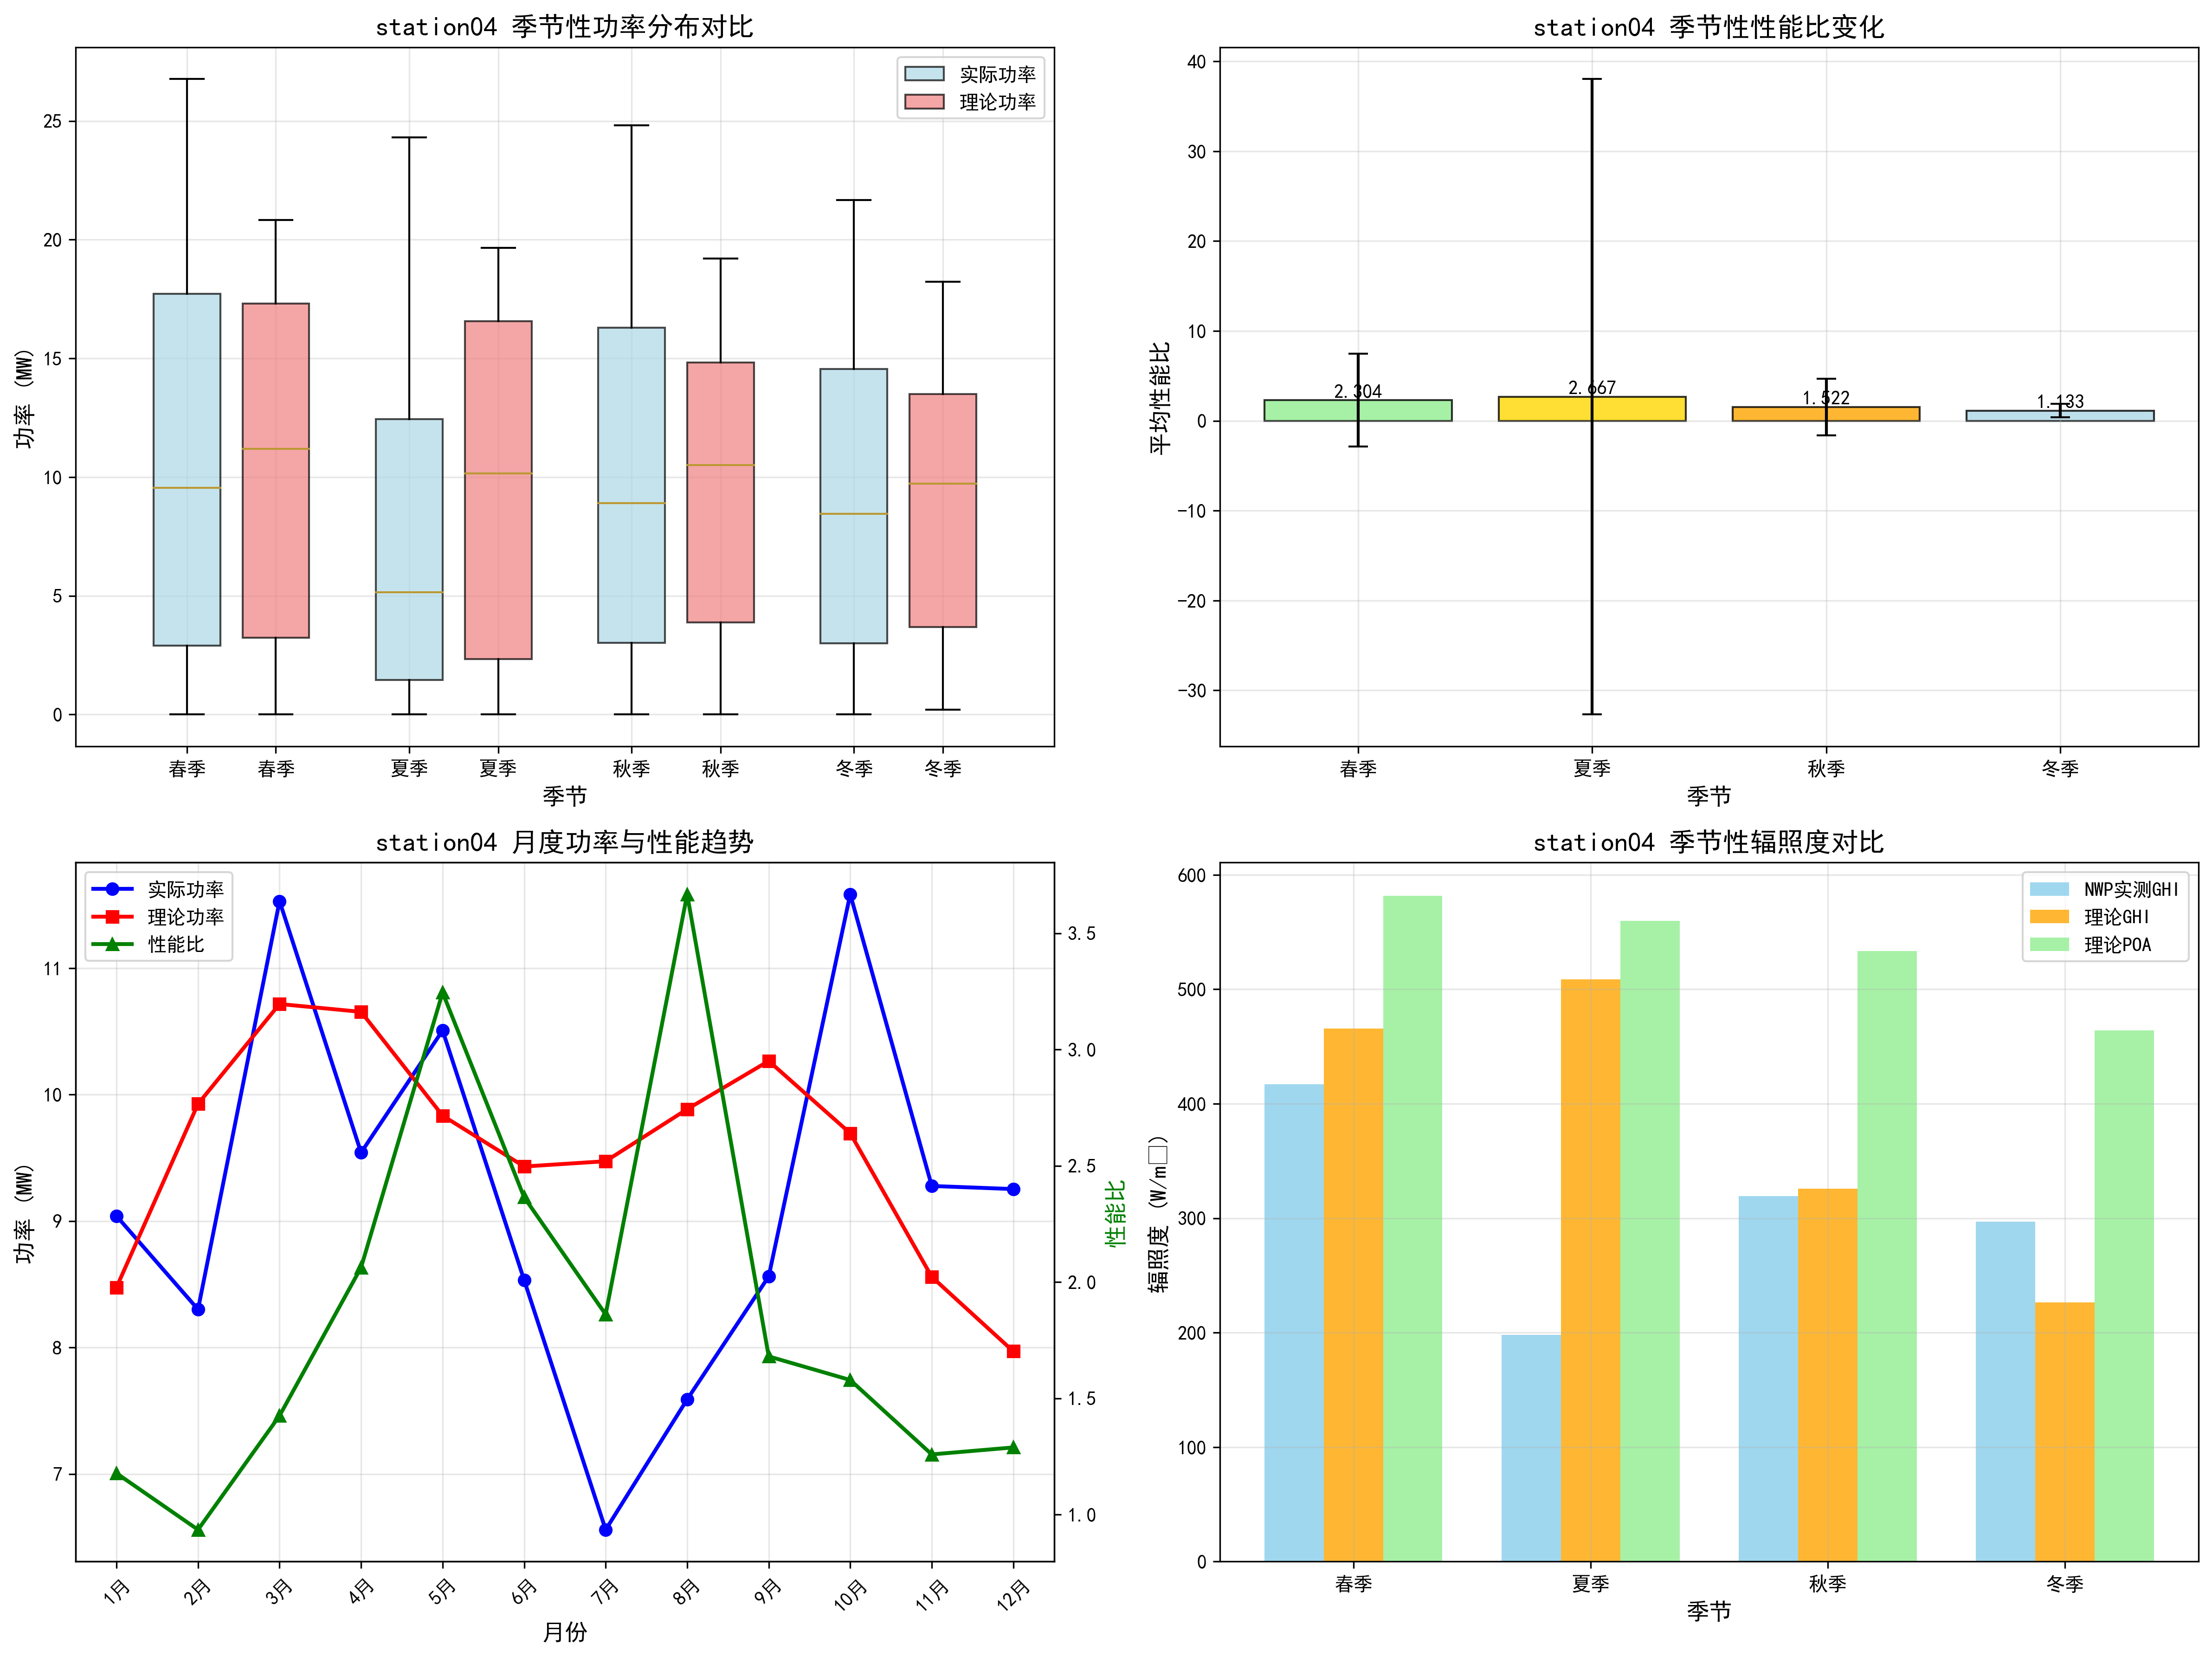 station04 季节性功率分布对比
实际功率
理论功率
功率 (MW)
25
20
15
10
5
0
春季 春季 夏季 夏季 秋季 秋季 冬季 冬季
季节
station04 季节性性能比变化
平均性能比
40
30
20
10
0
−10
−20
−30
2.304
2.667
1.522
1.133
春季 夏季 秋季 冬季
季节
station04 月度功率与性能趋势
实际功率
理论功率
性能比
功率 (MW)
11
10
9
8
7
3.5
3.0
2.5
2.0
1.5
1.0
性能比
1月 2月 3月 4月 5月 6月 7月 8月 9月 10月 11月 12月
月份
station04 季节性辐照度对比
NWP实测GHI
理论GHI
理论POA
辐照度 (W/m□)
600
500
400
300
200
100
0
春季 夏季 秋季 冬季
季节